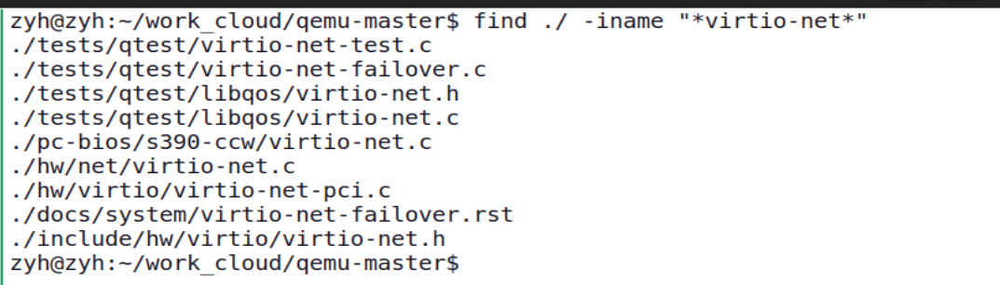 zyh@zyh:~/work_cloud/qemu-master$ find ./ -iname "*virtio-net*"
./tests/qtest/virtio-net-test.c
./tests/qtest/virtio-net-failover.c
./tests/qtest/libqos/virtio-net.h
./tests/qtest/libqos/virtio-net.c
./pc-bios/s390-ccw/virtio-net.c
./hw/net/virtio-net.c
./hw/virtio/virtio-net-pci.c
./docs/system/virtio-net-failover.rst
./include/hw/virtio/virtio-net.h
zyh@zyh:~/work_cloud/qemu-master$